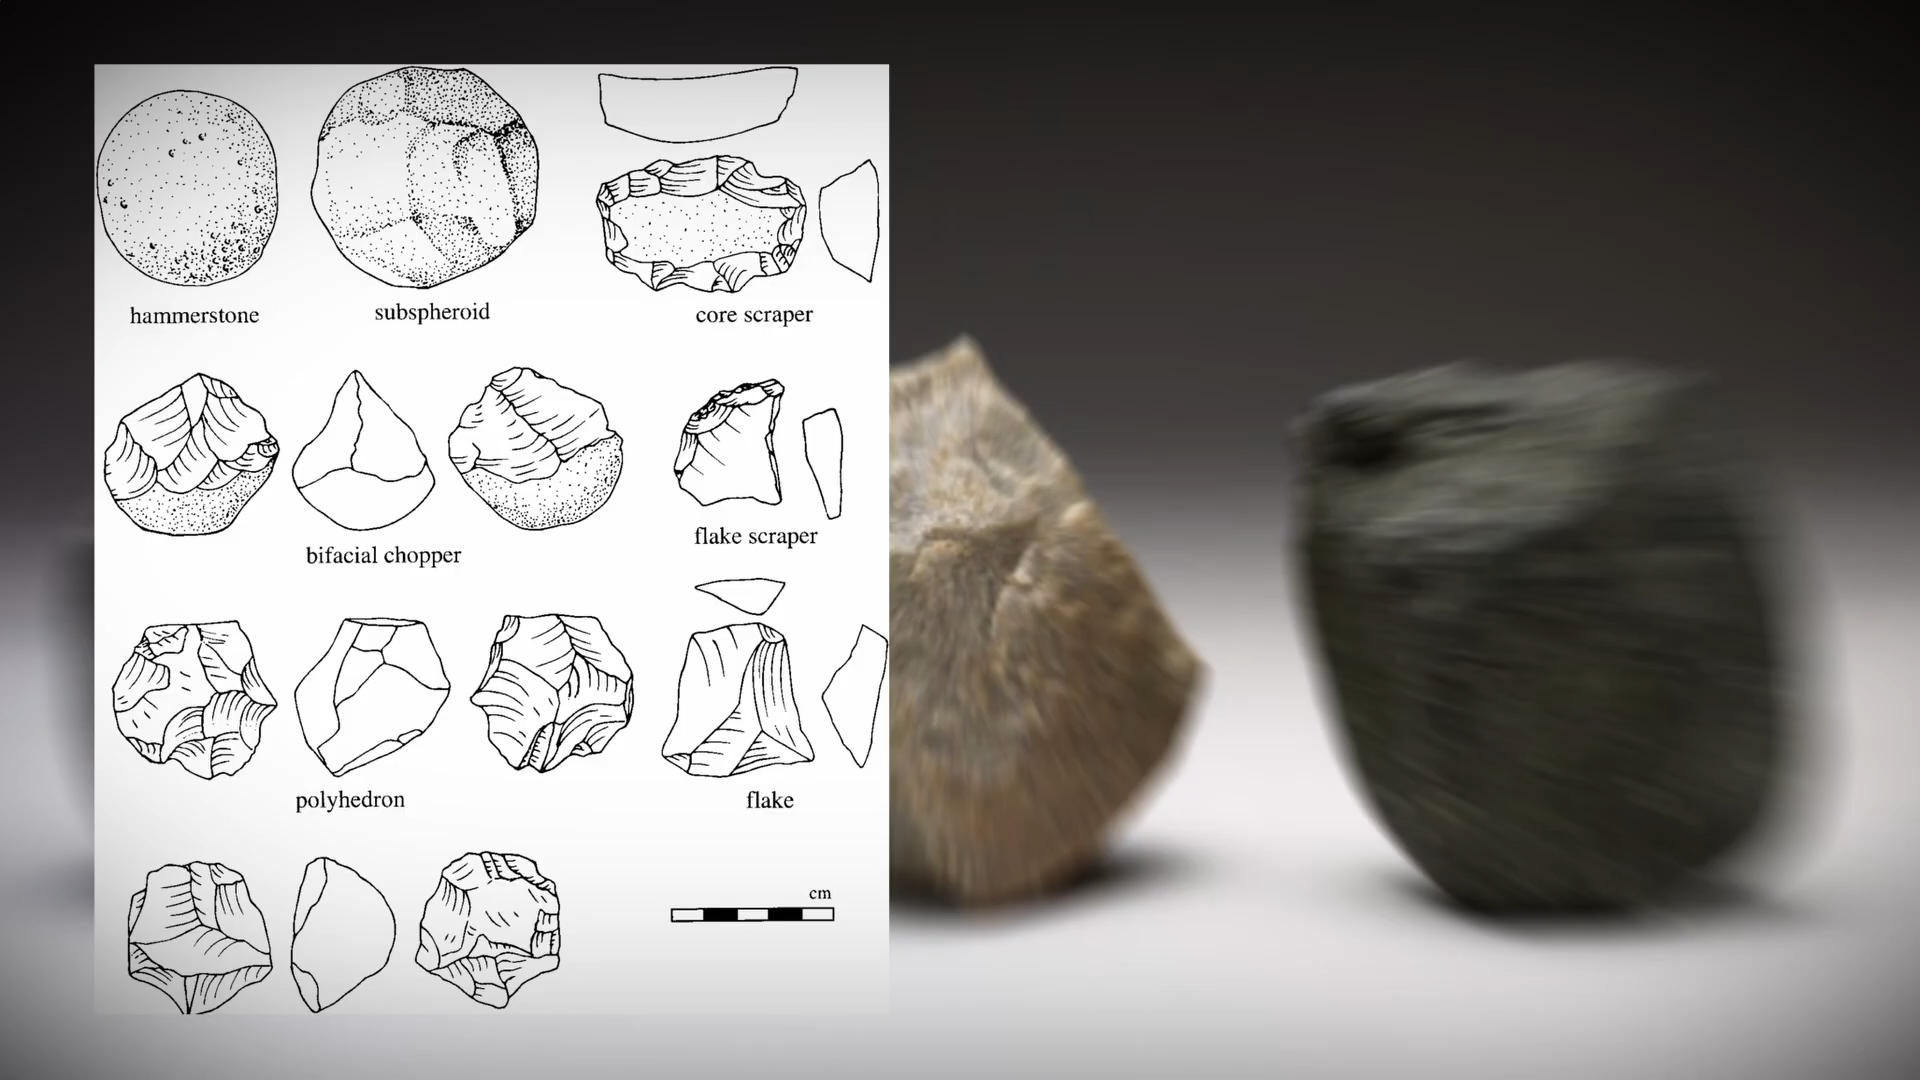 hammerstone
subspheroid
core scraper
bifacial chopper
flake scraper
polyhedron
flake
cm